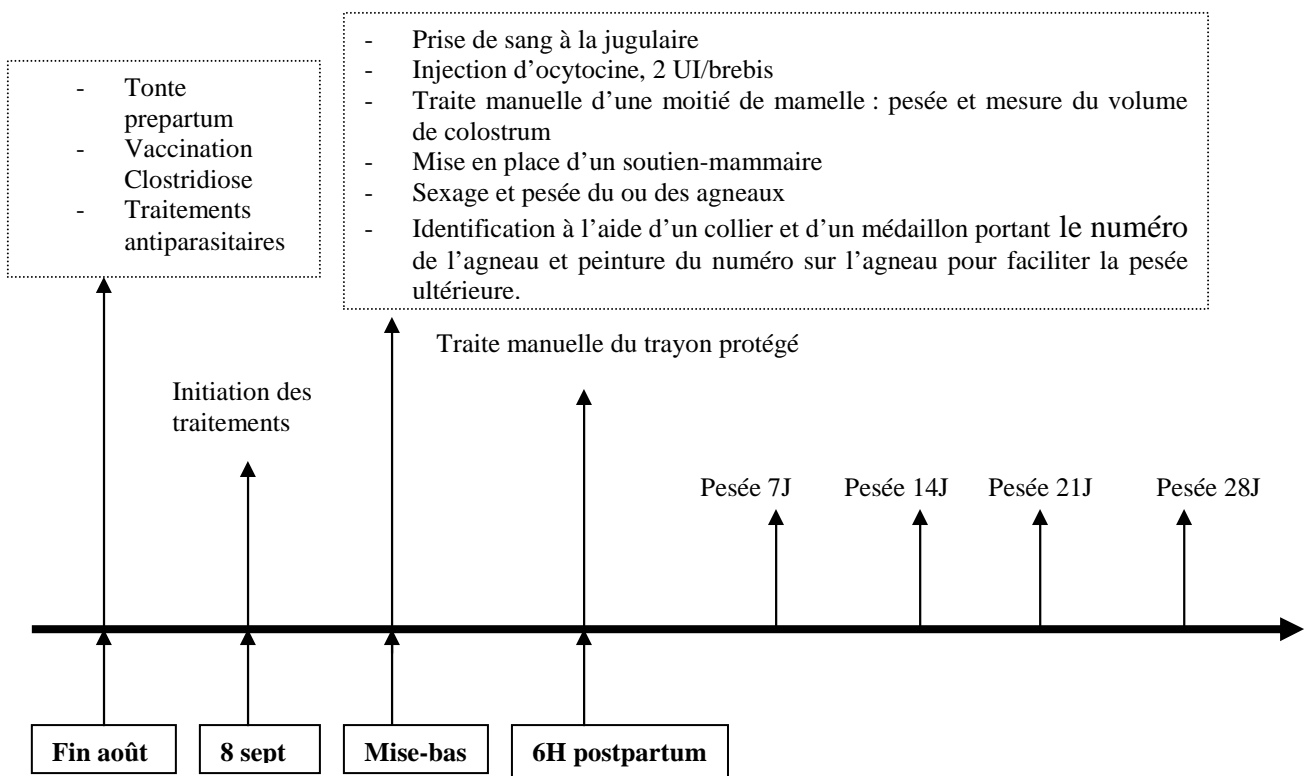 - Tonte
prepartum
- Vaccination
Clostridiose
- Traitements
antiparasitaires
- Prise de sang à la jugulaire
- Injection d’ocytocine, 2 UI/brebis
- Traite manuelle d’une moitié de mamelle : pesée et mesure du volume
de colostrum
- Mise en place d’un soutien-mammaire
- Sexage et pesée du ou des agneaux
- Identification à l’aide d’un collier et d’un médaillon portant le numéro
de l’agneau et peinture du numéro sur l’agneau pour faciliter la pesée
ultérieure.
Traite manuelle du trayon protégé
Initiation des
traitements
Pesée 7J
Pesée 14J
Pesée 21J
Pesée 28J
Fin août
8 sept
Mise-bas
6H postpartum